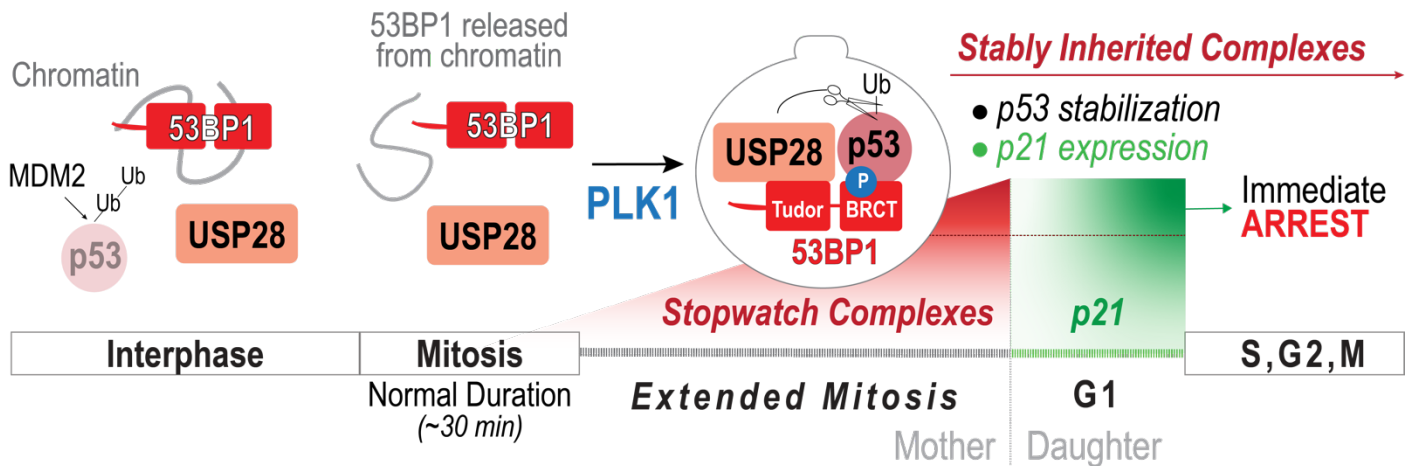 Chromatin
53BP1
MDM2
Ub
Ub
p53
USP28
53BP1 released
from chromatin
53BP1
USP28
PLK1
Ub
USP28
p53
P
Tudor
BRCT
53BP1
Stably Inherited Complexes
● p53 stabilization
● p21 expression
Immediate
ARREST
Stopwatch Complexes
p21
Interphase
Mitosis
S,G2,M
Normal Duration
(~30 min)
Extended Mitosis
G1
Mother
Daughter